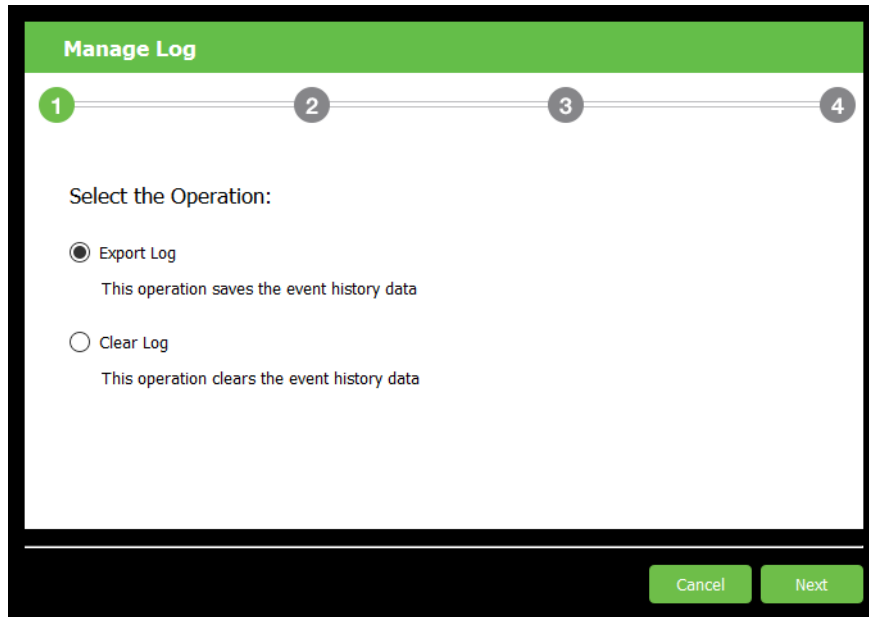 Manage Log
1 2 3 4
Select the Operation:
Export Log
This operation saves the event history data
Clear Log
This operation clears the event history data
Cancel Next